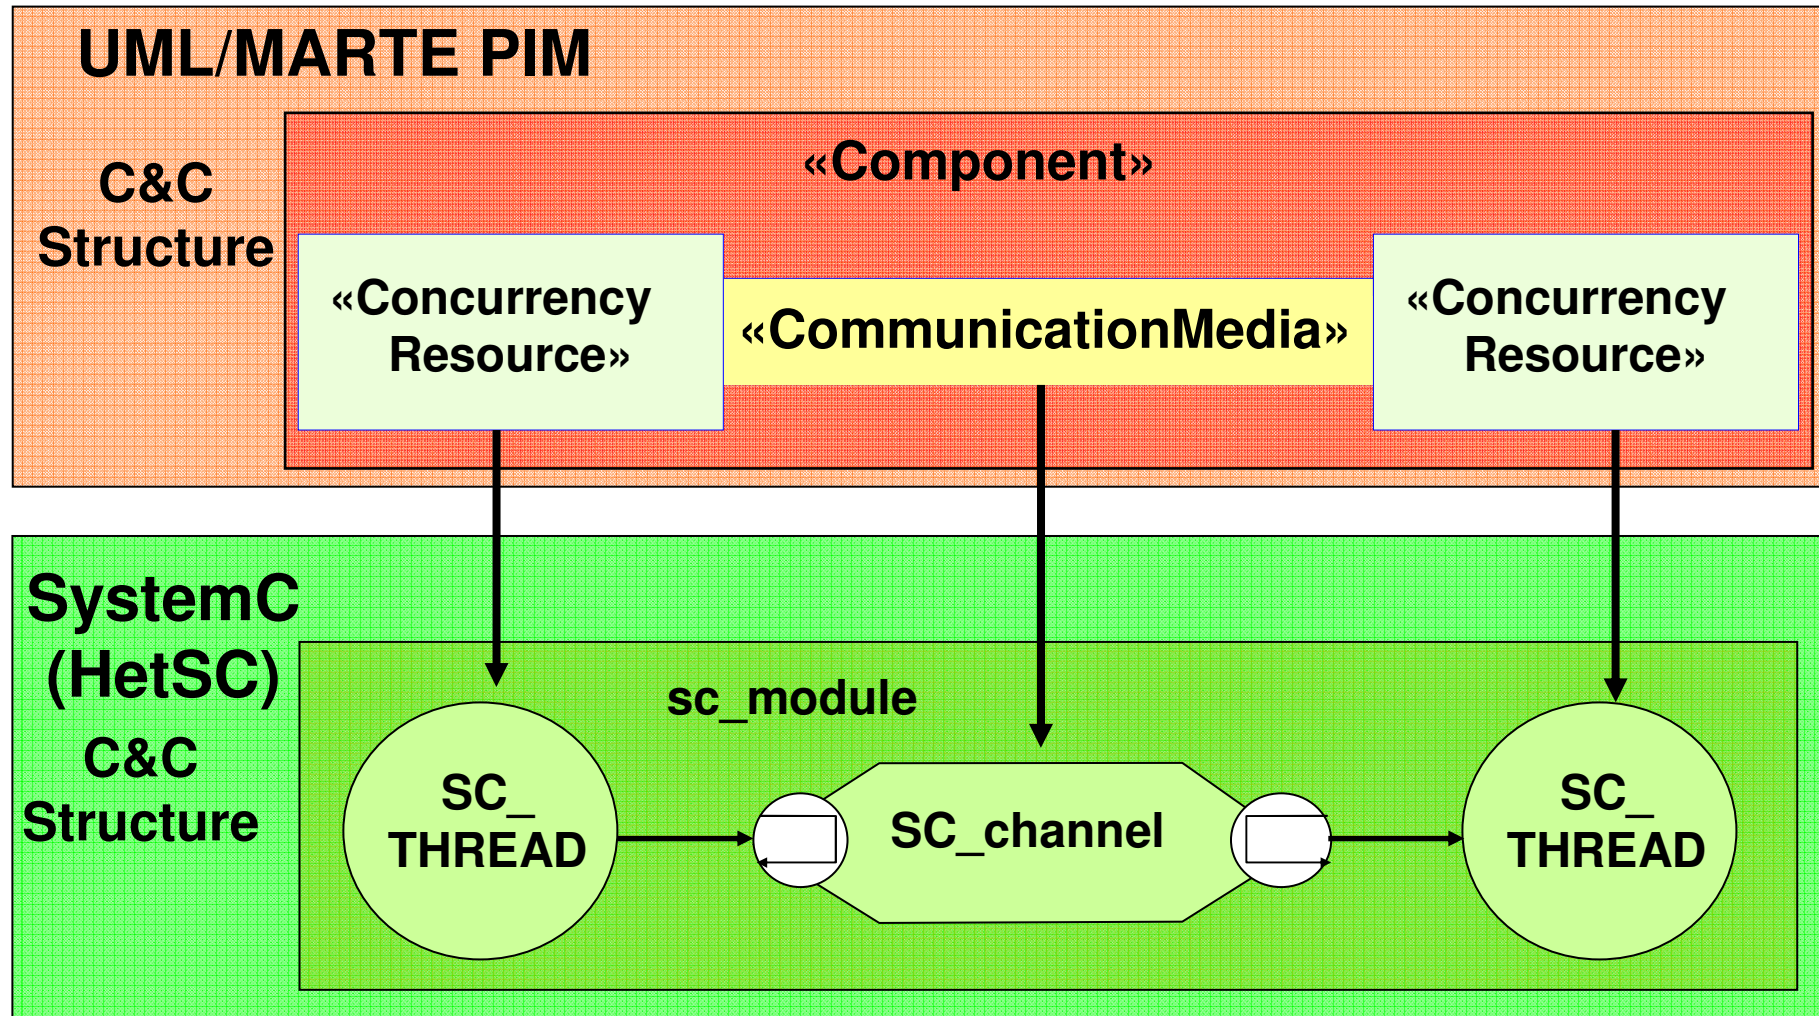 UML/MARTE PIM
C&C
Structure
«Component»
«Concurrency
Resource»
«CommunicationMedia»
«Concurrency
Resource»
SystemC
(HetSC)
C&C
Structure
sc_module
SC_
THREAD
SC_channel
SC_
THREAD